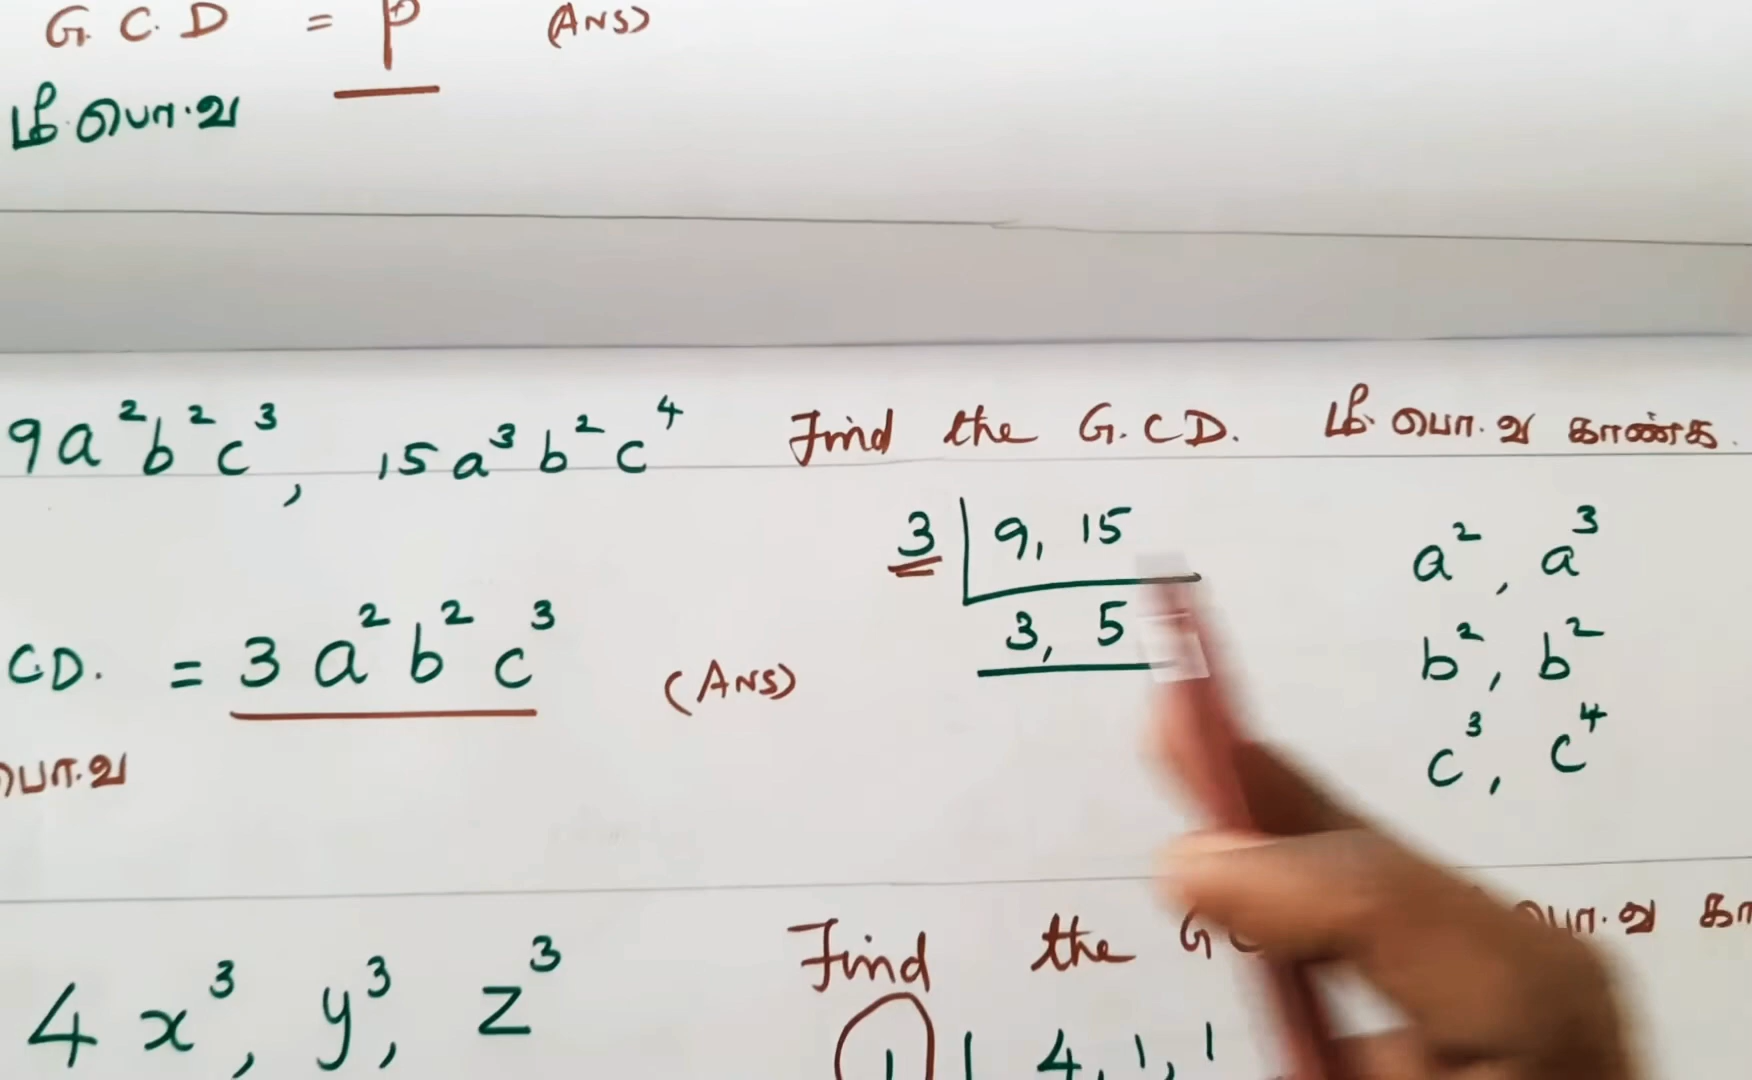 G.C.D = p (ANS)
மீ.பொ.வ
9a²b²c³, 15a³b²c⁴ Find the G.C.D. மீ.பொ.வ காண்க.
3 | 9, 15
3, 5
a², a³
b², b²
c³, c⁴
C.D. = 3a²b²c³ (ANS)
பொ.வ
4x³, y³, z³ Find the G பொ.வ கா
1 | 4, 1, 1